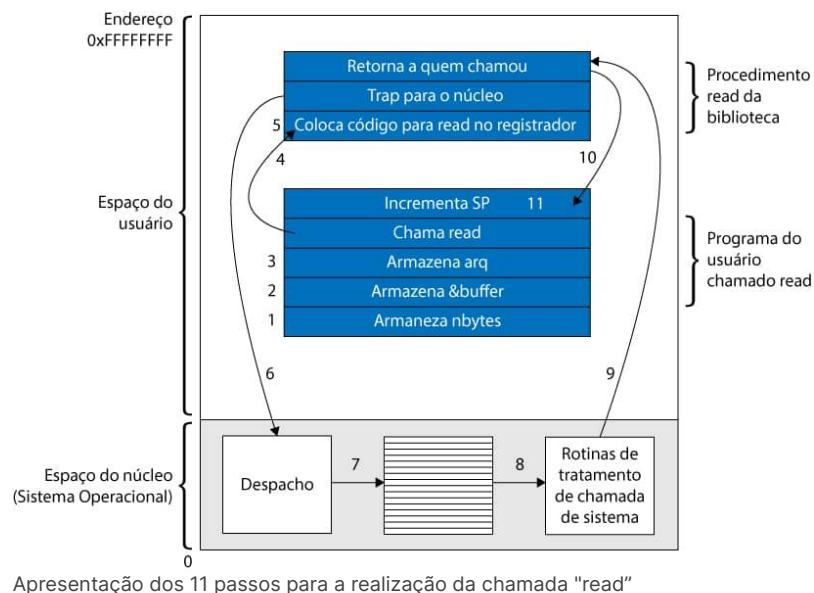 Endereço
0xFFFFFFFF
Retorna a quem chamou
Trap para o núcleo
5 Coloca código para read no registrador
4
10
Procedimento
read da
biblioteca
Espaço do
usuário
Incrementa SP 11
Chama read
3 Armazena arq
2 Armazena &buffer
1 Armaneza nbytes
Programa do
usuário
chamado read
6
9
Espaço do núcleo
(Sistema Operacional)
Despacho
7
8
Rotinas de
tratamento
de chamada
de sistema
0
Apresentação dos 11 passos para a realização da chamada "read”